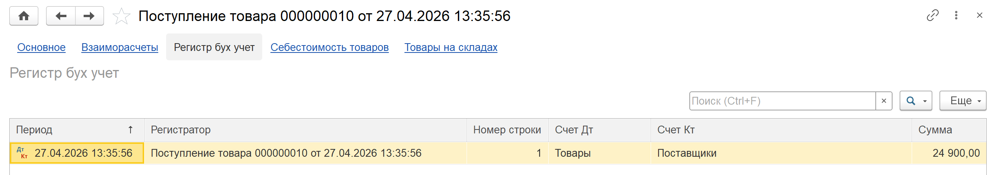 Поступление товара 000000010 от 27.04.2026 13:35:56
Основное Взаиморасчеты Регистр бух учет Себестоимость товаров Товары на складах
Регистр бух учет
Поиск (Ctrl+F) × Еще
Период ↑ Регистратор Номер строки Счет Дт Счет Кт Сумма
Дт Кт 27.04.2026 13:35:56 Поступление товара 000000010 от 27.04.2026 13:35:56 1 Товары Поставщики 24 900,00